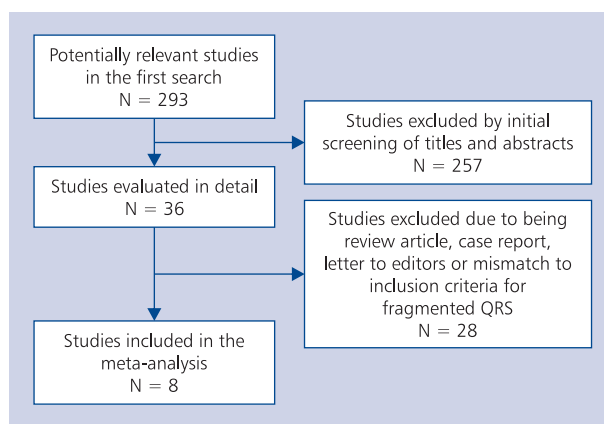 Potentially relevant studies
in the first search
N = 293
Studies excluded by initial
screening of titles and abstracts
N = 257
Studies evaluated in detail
N = 36
Studies excluded due to being
review article, case report,
letter to editors or mismatch to
inclusion criteria for
fragmented QRS
N = 28
Studies included in the
meta-analysis
N = 8